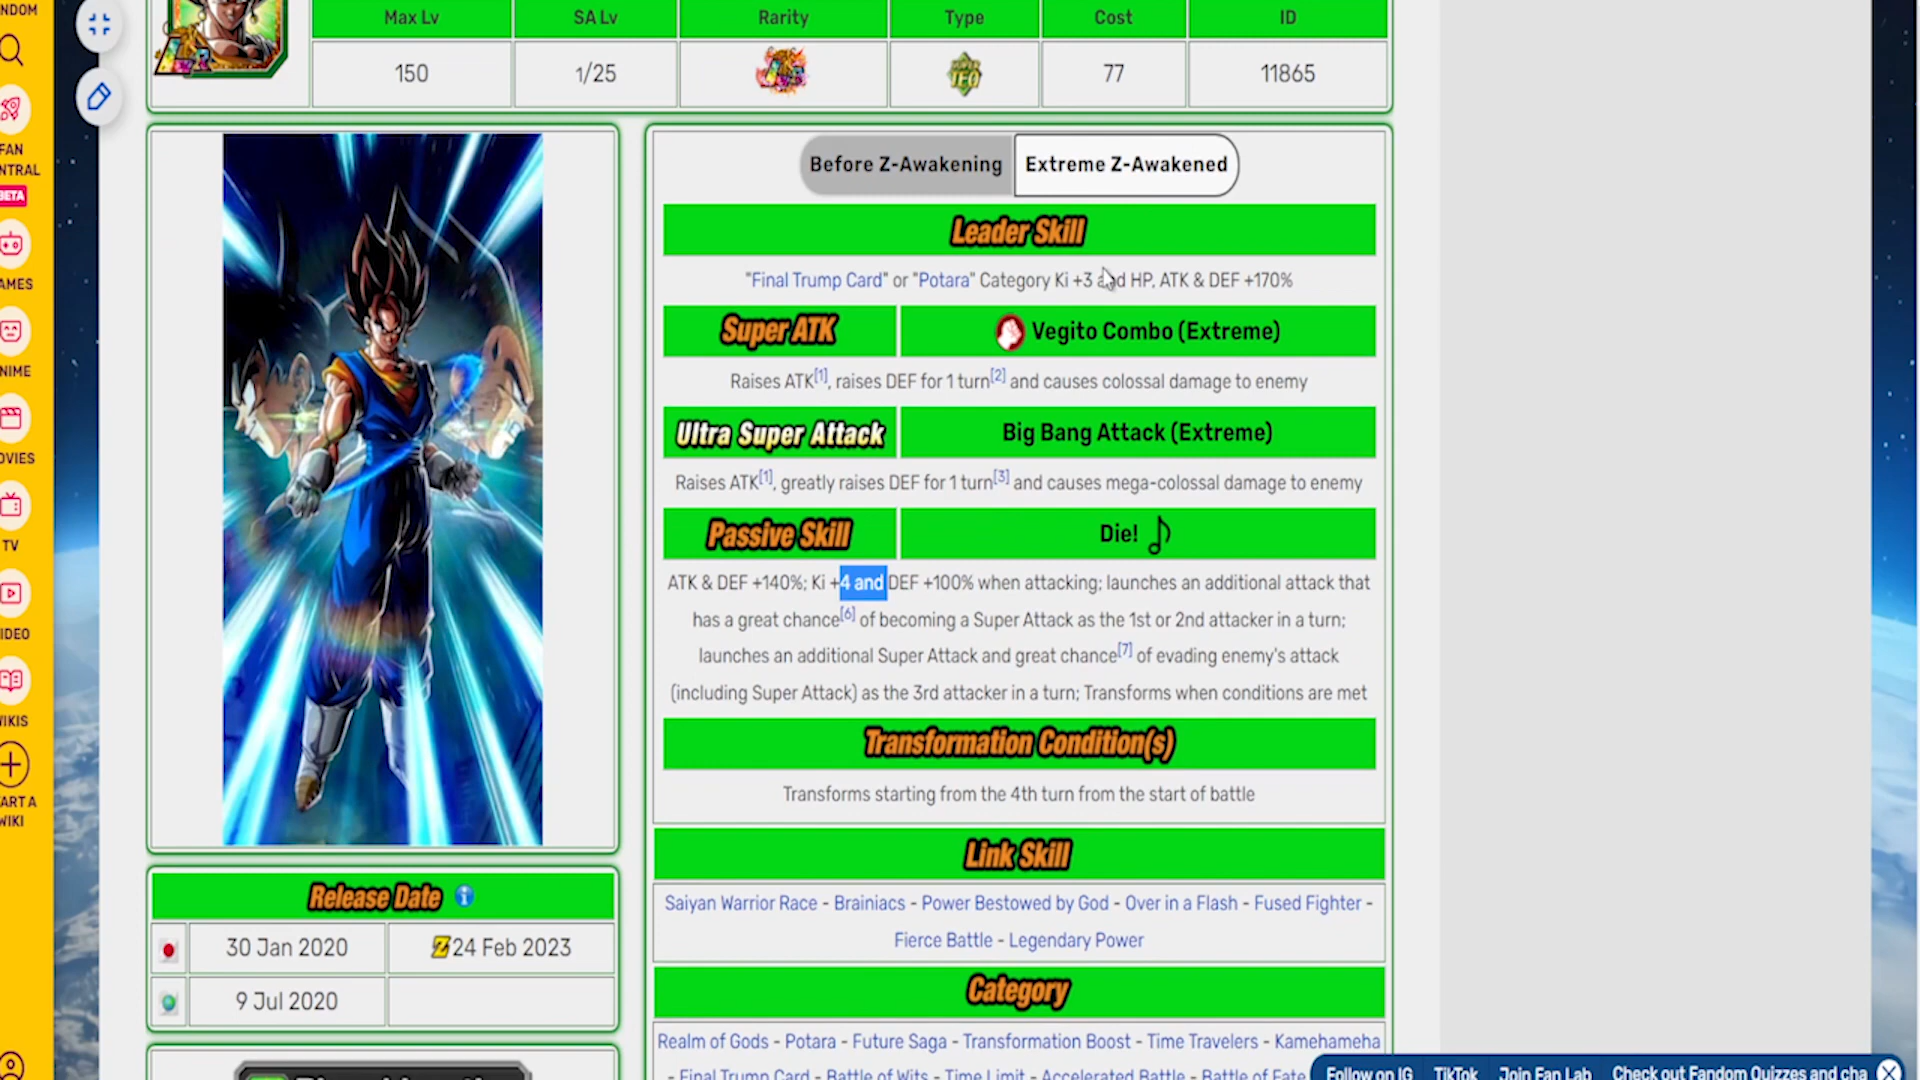 NDOM
FAN
NTRAL
BETA
AMES
NIME
OVIES
TV
IDEO
WIKIS
TART A
WIKI
Max Lv
SA Lv
Rarity
Type
Cost
ID
150
1/25
LR
SUPER
TEQ
77
11865
Before Z-Awakening
Extreme Z-Awakened
Leader Skill
"Final Trump Card" or "Potara" Category Ki +3 and HP, ATK & DEF +170%
Super ATK
Vegito Combo (Extreme)
Raises ATK[1], raises DEF for 1 turn[2] and causes colossal damage to enemy
Ultra Super Attack
Big Bang Attack (Extreme)
Raises ATK[1], greatly raises DEF for 1 turn[3] and causes mega-colossal damage to enemy
Passive Skill
Die! ♪
ATK & DEF +140%; Ki +4 and DEF +100% when attacking; launches an additional attack that
has a great chance[6] of becoming a Super Attack as the 1st or 2nd attacker in a turn;
launches an additional Super Attack and great chance[7] of evading enemy's attack
(including Super Attack) as the 3rd attacker in a turn; Transforms when conditions are met
Transformation Condition(s)
Transforms starting from the 4th turn from the start of battle
Link Skill
Saiyan Warrior Race - Brainiacs - Power Bestowed by God - Over in a Flash - Fused Fighter -
Fierce Battle - Legendary Power
Category
Realm of Gods - Potara - Future Saga - Transformation Boost - Time Travelers - Kamehameha
- Final Trump Card - Battle of Wits - Time Limit - Accelerated Battle - Battle of Fate
Release Date
30 Jan 2020
Z 24 Feb 2023
9 Jul 2020
Follow on IG
TikTok
Join Fan Lab
Check out Fandom Quizzes and cha